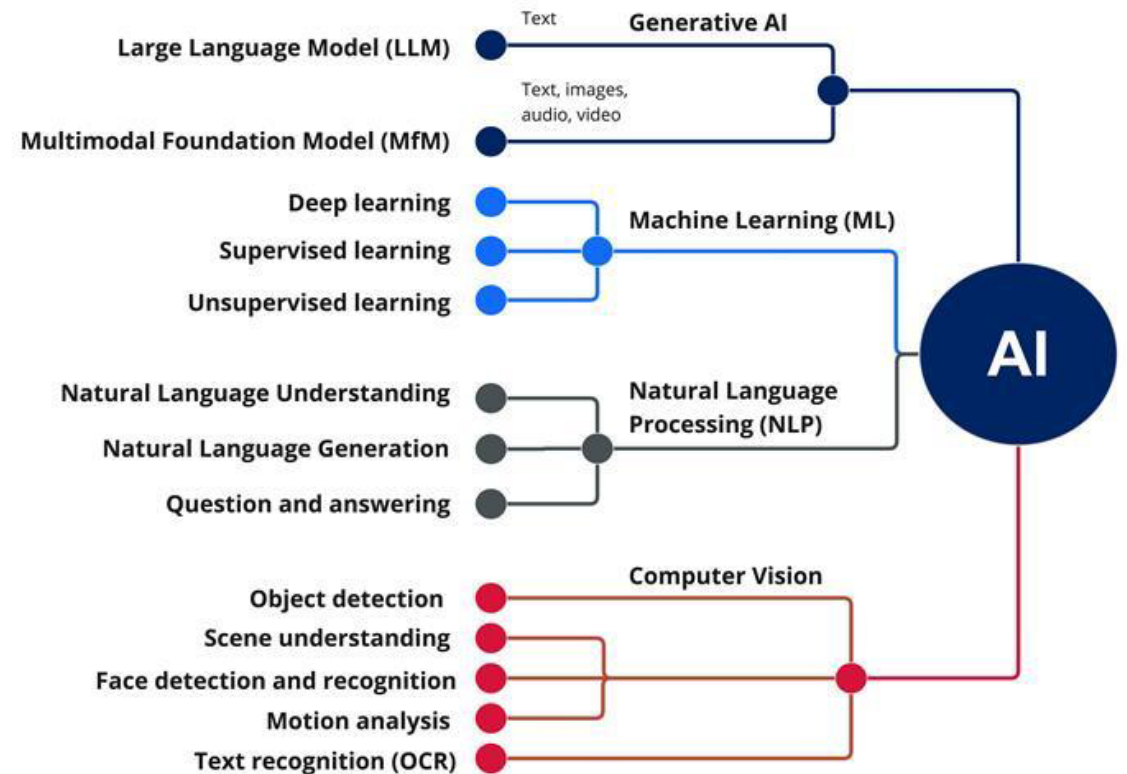 Text
Generative AI
Large Language Model (LLM)
Text, images,
audio, video
Multimodal Foundation Model (MfM)
Deep learning
Machine Learning (ML)
Supervised learning
Unsupervised learning
AI
Natural Language Understanding
Natural Language
Processing (NLP)
Natural Language Generation
Question and answering
Computer Vision
Object detection
Scene understanding
Face detection and recognition
Motion analysis
Text recognition (OCR)